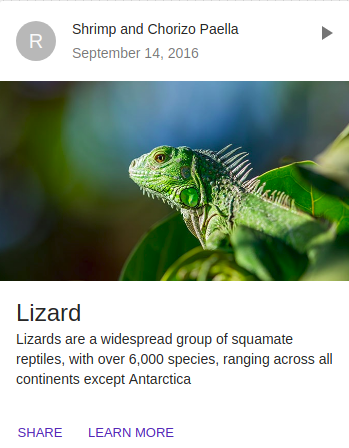 R
Shrimp and Chorizo Paella
September 14, 2016
Lizard
Lizards are a widespread group of squamate
reptiles, with over 6,000 species, ranging across all
continents except Antarctica
SHARE LEARN MORE